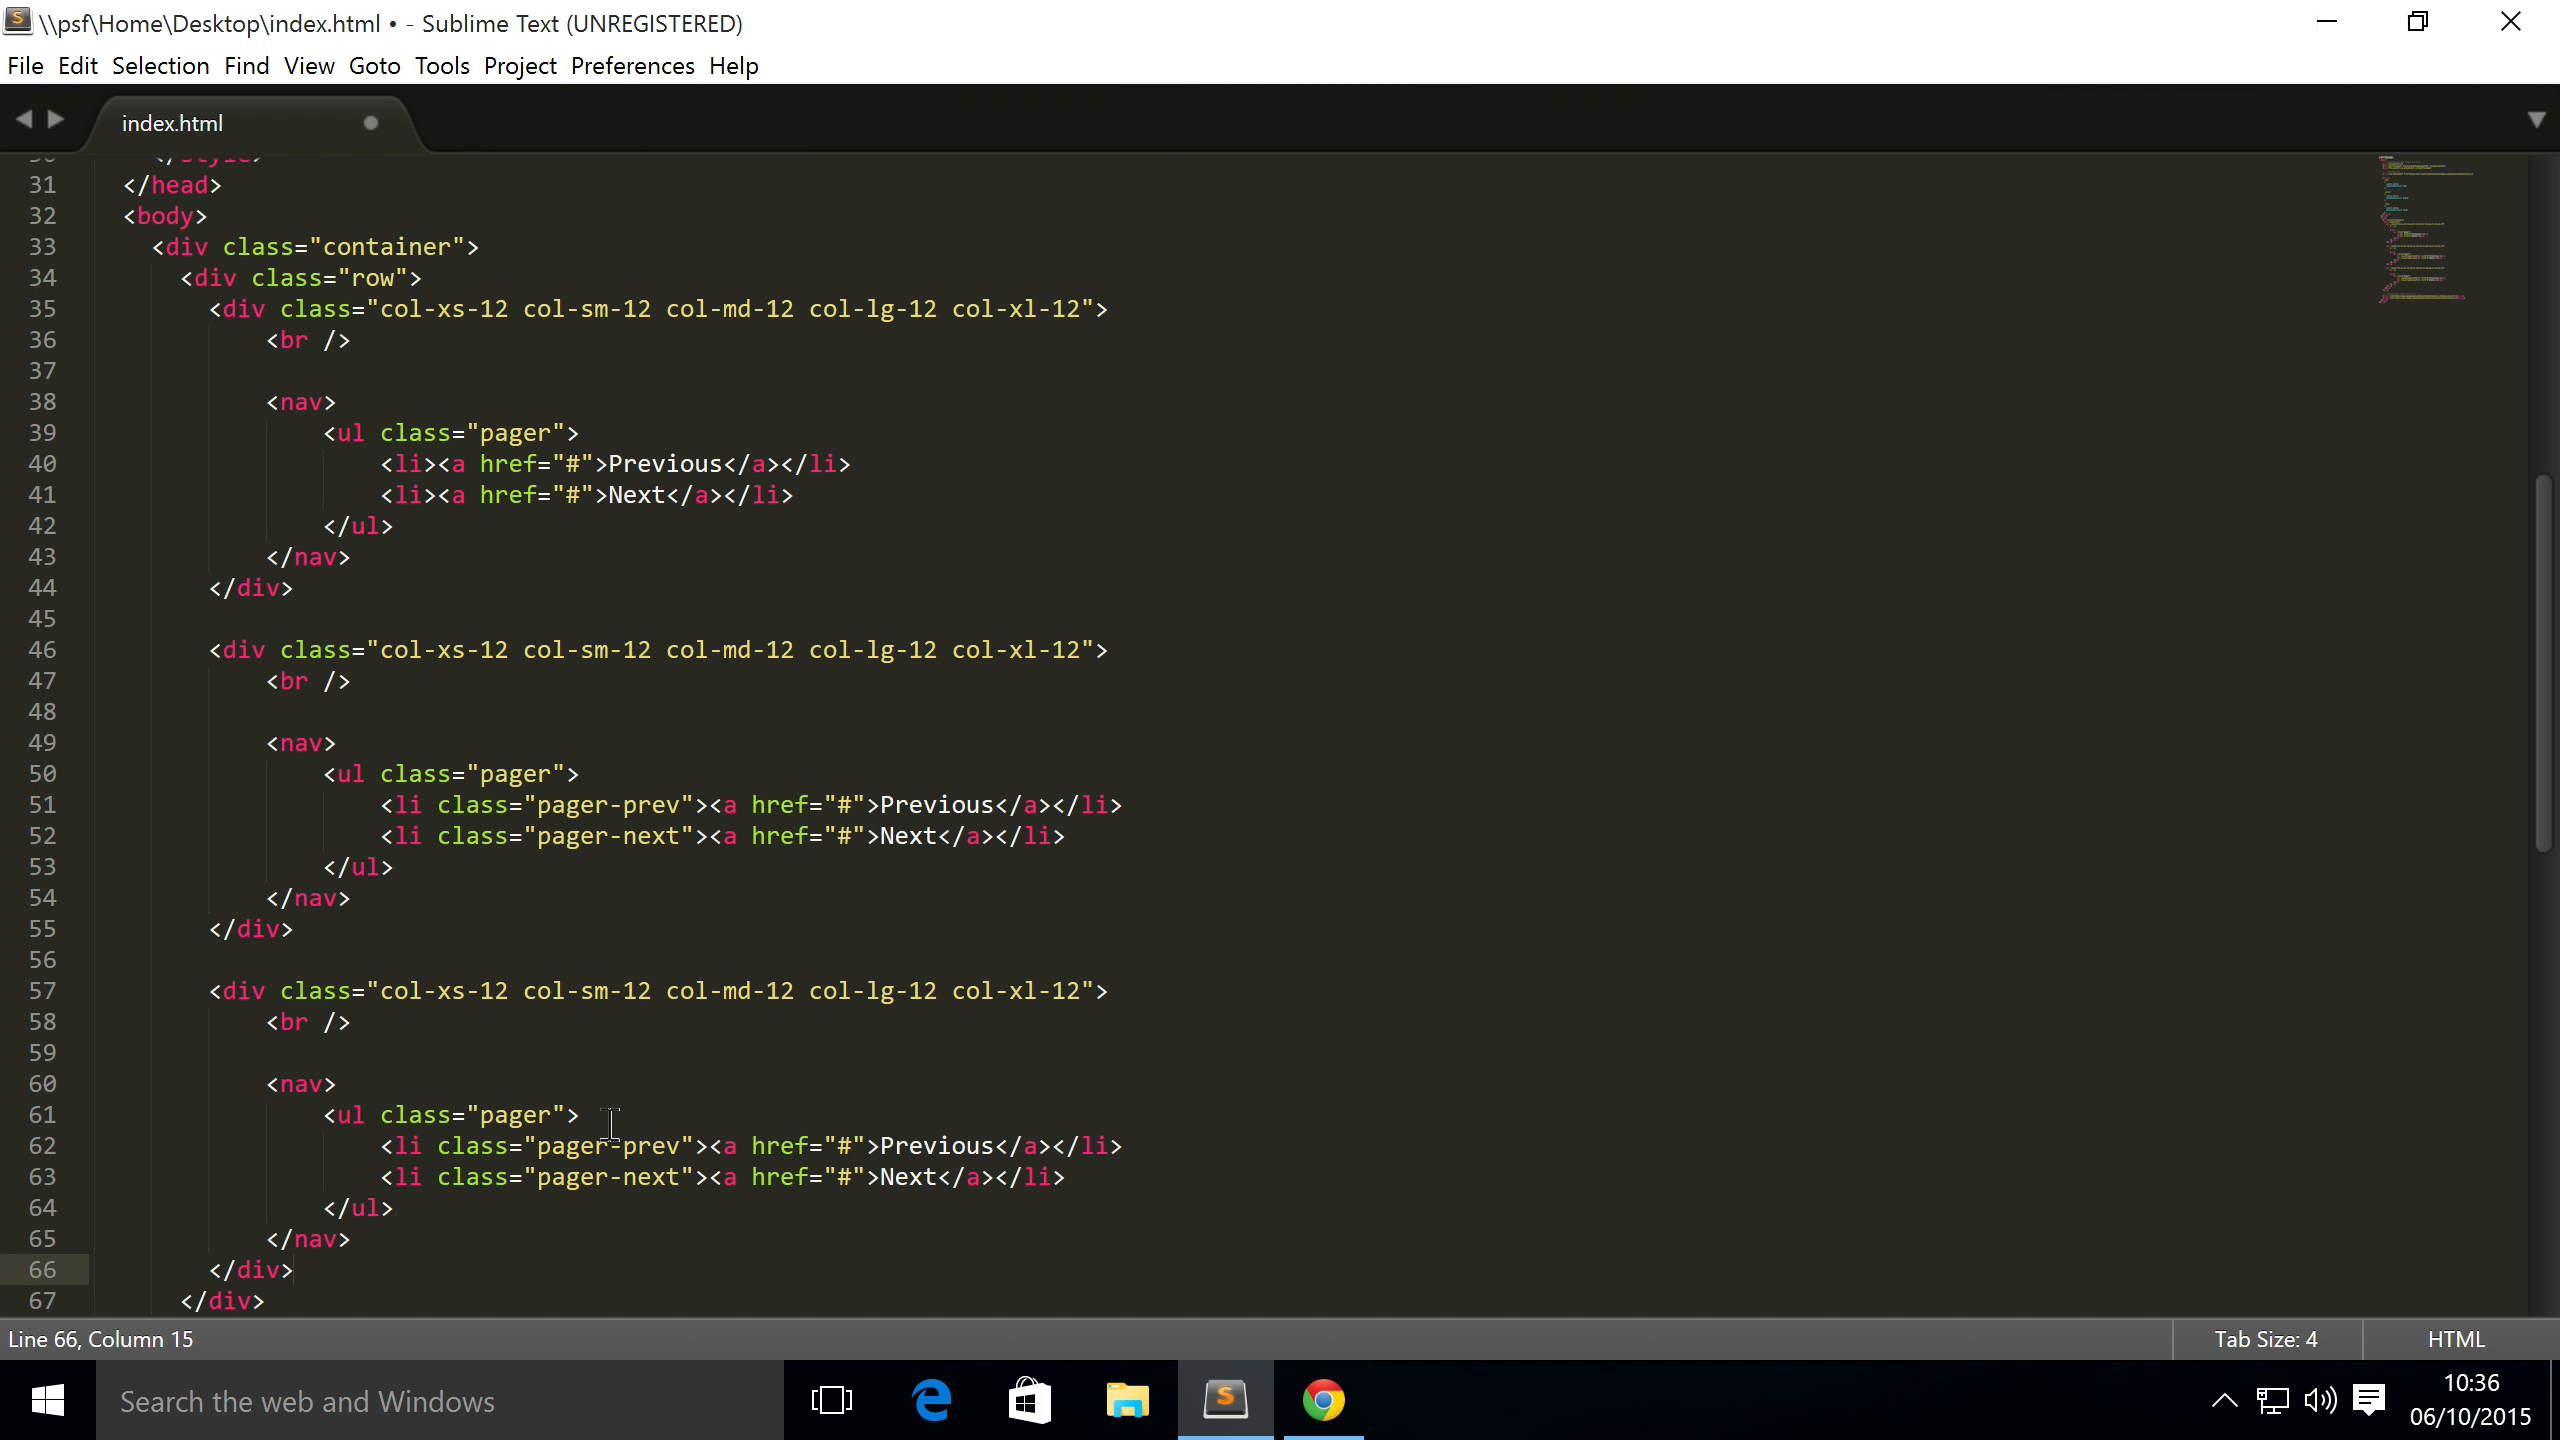 \\psf\Home\Desktop\index.html • - Sublime Text (UNREGISTERED)
File Edit Selection Find View Goto Tools Project Preferences Help
index.html
30 </style>
31 </head>
32 <body>
33 <div class="container">
34 <div class="row">
35 <div class="col-xs-12 col-sm-12 col-md-12 col-lg-12 col-xl-12">
36 <br />
37
38 <nav>
39 <ul class="pager">
40 <li><a href="#">Previous</a></li>
41 <li><a href="#">Next</a></li>
42 </ul>
43 </nav>
44 </div>
45
46 <div class="col-xs-12 col-sm-12 col-md-12 col-lg-12 col-xl-12">
47 <br />
48
49 <nav>
50 <ul class="pager">
51 <li class="pager-prev"><a href="#">Previous</a></li>
52 <li class="pager-next"><a href="#">Next</a></li>
53 </ul>
54 </nav>
55 </div>
56
57 <div class="col-xs-12 col-sm-12 col-md-12 col-lg-12 col-xl-12">
58 <br />
59
60 <nav>
61 <ul class="pager">
62 <li class="pager-prev"><a href="#">Previous</a></li>
63 <li class="pager-next"><a href="#">Next</a></li>
64 </ul>
65 </nav>
66 </div>
67 </div>
Line 66, Column 15 Tab Size: 4 HTML
Search the web and Windows
10:36
06/10/2015